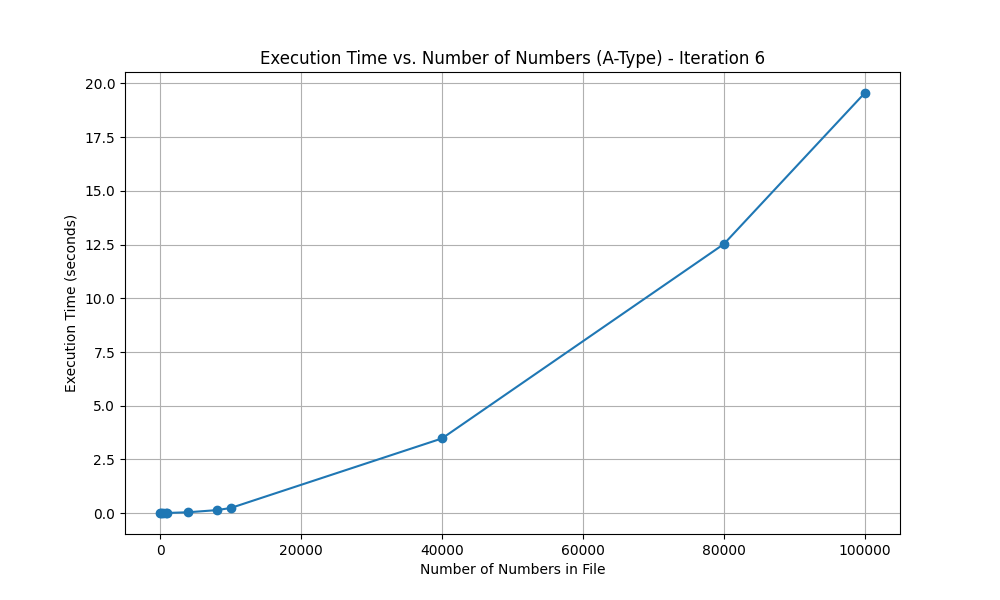 Execution Time vs. Number of Numbers (A-Type) - Iteration 6
20.0
17.5
15.0
12.5
10.0
7.5
5.0
2.5
0.0
Execution Time (seconds)
0 20000 40000 60000 80000 100000
Number of Numbers in File